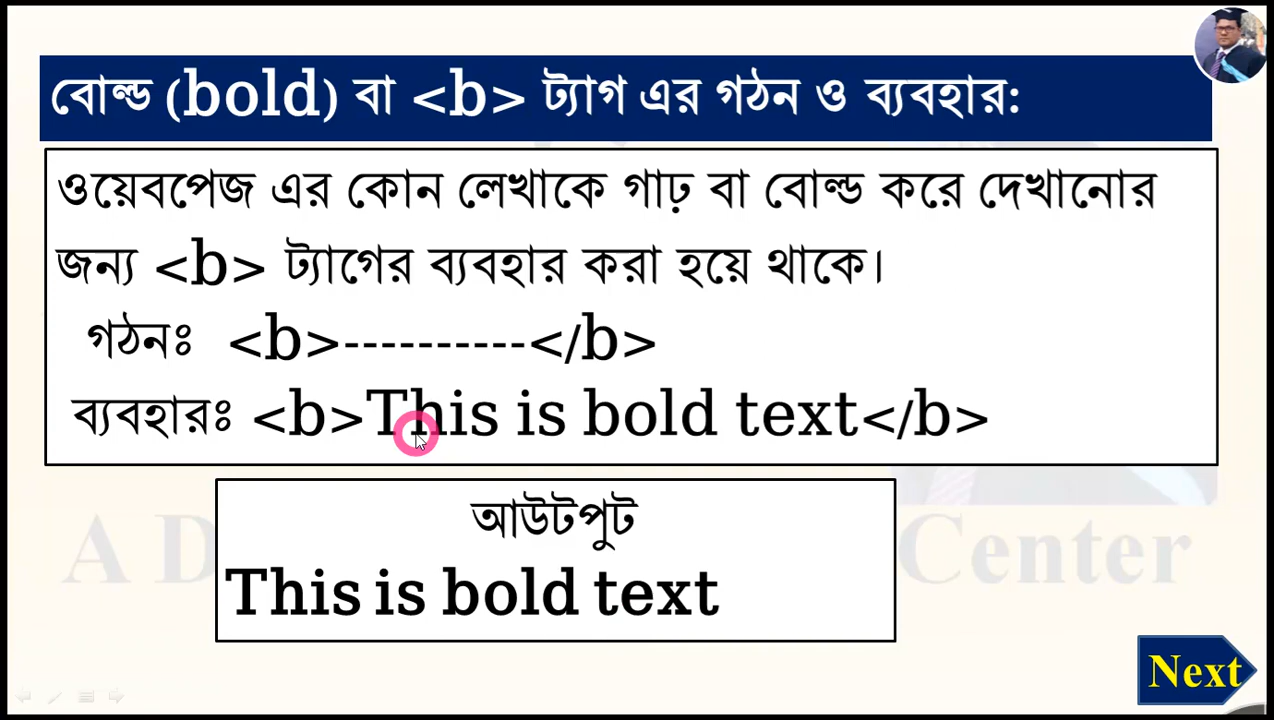 বোল্ড (bold) বা <b> ট্যাগ এর গঠন ও ব্যবহার:
ওয়েবপেজ এর কোন লেখাকে গাঢ় বা বোল্ড করে দেখানোর
জন্য <b> ট্যাগের ব্যবহার করা হয়ে থাকে।
গঠনঃ <b>----------</b>
ব্যবহারঃ <b>This is bold text</b>
আউটপুট
This is bold text
A D
Center
Next